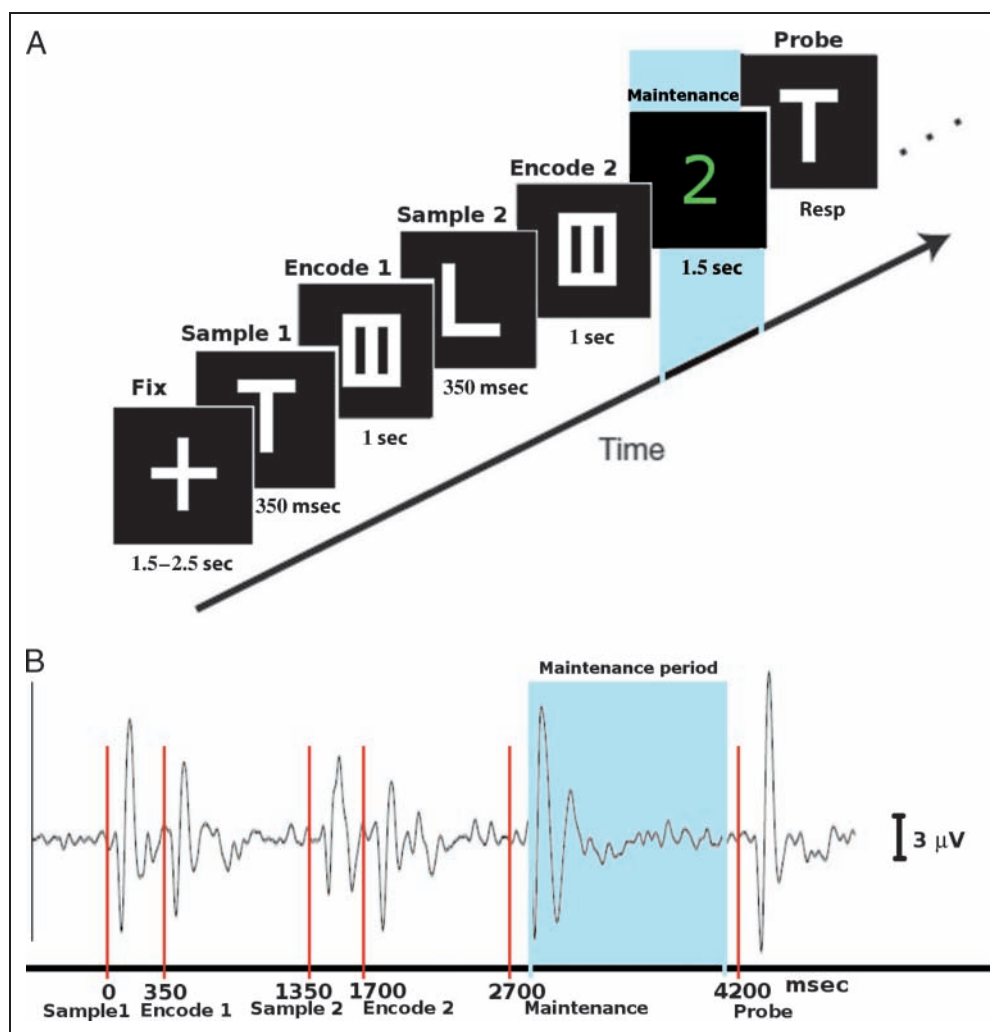 A
Probe
T
Maintenance
2
Encode 2
Resp
Sample 2
1.5 sec
Encode 1
L
1 sec
Sample 1
350 msec
Fix
T
1 sec
350 msec
Time
1.5–2.5 sec
B
Maintenance period
3 µV
0 350 1350 1700 2700 4200 msec
Sample1 Encode 1 Sample 2 Encode 2 Maintenance Probe